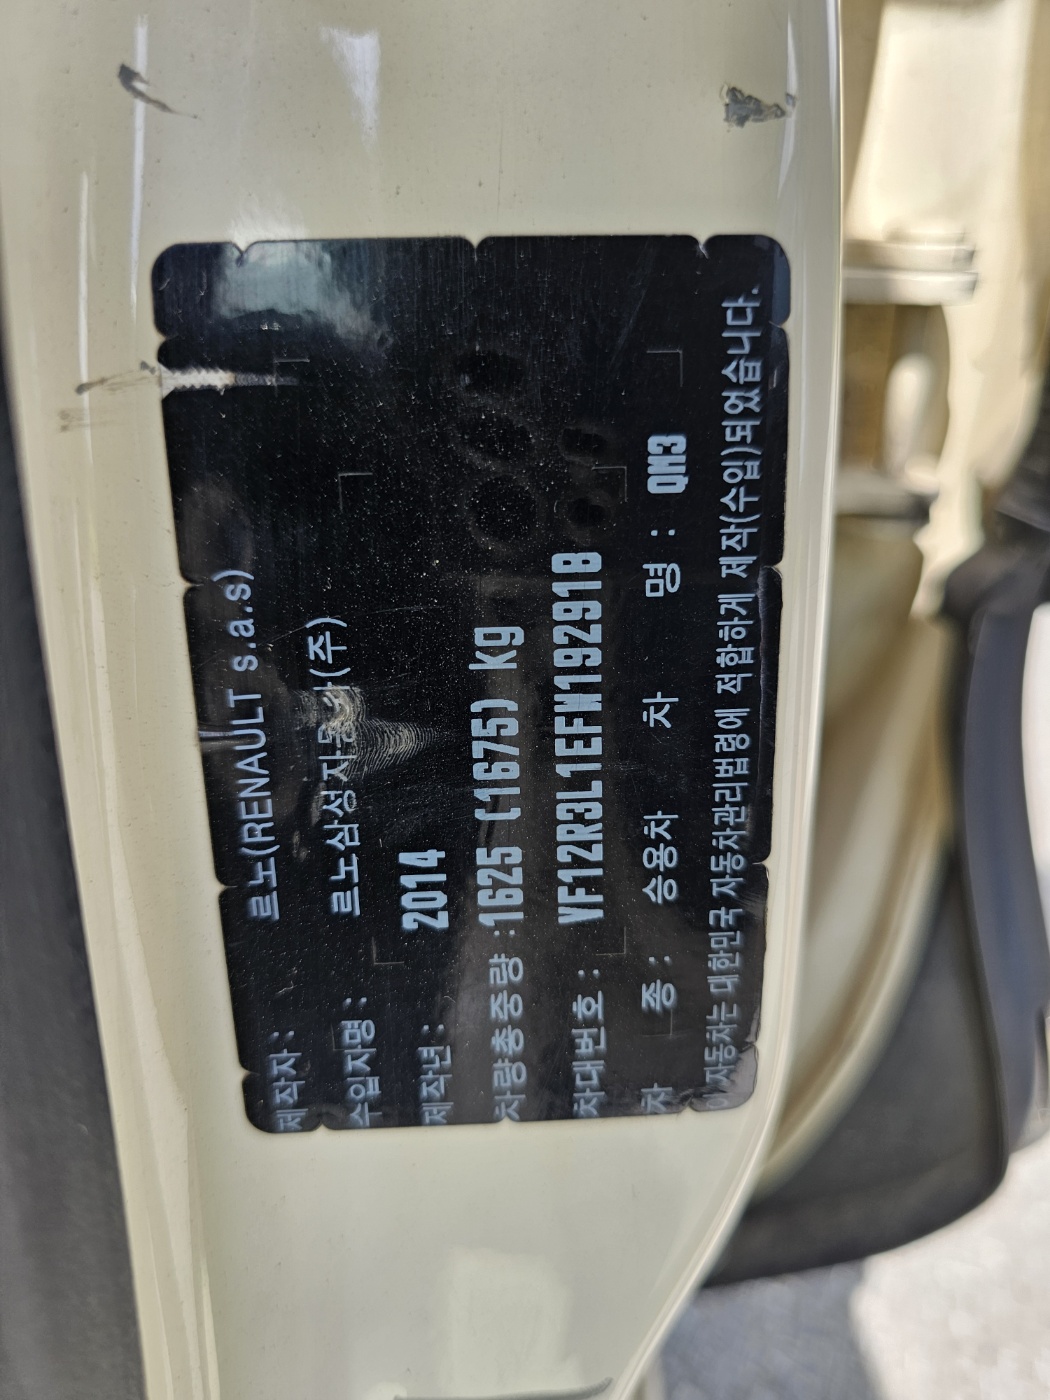 제작자 : 르노(RENAULT s.a.s)
수입자명 : 르노삼성자동차(주)
제작년 : 2014
차량총중량 :1625 (1675) kg
차대번호 : VF12R3L1EFW192918
차 종 : 승용차 차 명 : QM3
이 자동차는 대한민국 자동차관리법령에 적합하게 제작(수입)되었습니다.